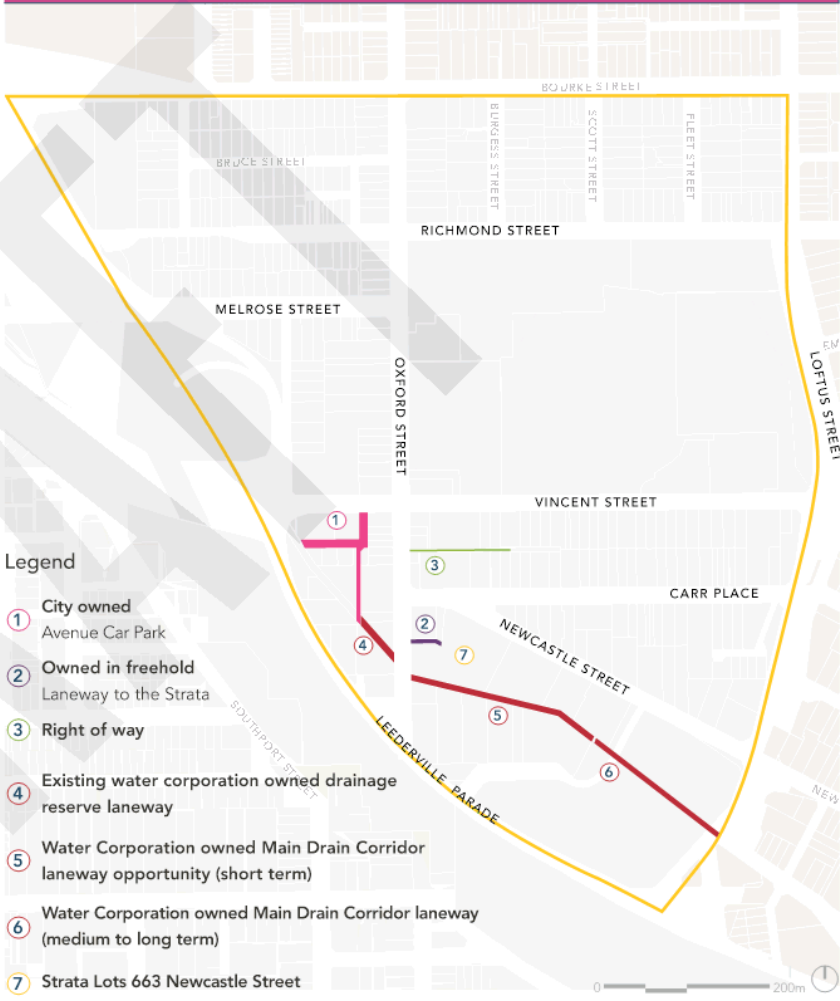 BOURKE STREET
BURGESS STREET
SCOTT STREET
FLEET STREET
BRUCE STREET
RICHMOND STREET
MELROSE STREET
OXFORD STREET
LOFTUS STREET
VINCENT STREET
1
3
CARR PLACE
2
NEWCASTLE STREET
4
7
5
6
SOUTHPORT STREET
LEEDERVILLE PARADE
NEW
Legend
1 City owned
Avenue Car Park
2 Owned in freehold
Laneway to the Strata
3 Right of way
4 Existing water corporation owned drainage
reserve laneway
5 Water Corporation owned Main Drain Corridor
laneway opportunity (short term)
6 Water Corporation owned Main Drain Corridor laneway
(medium to long term)
7 Strata Lots 663 Newcastle Street
0 200m